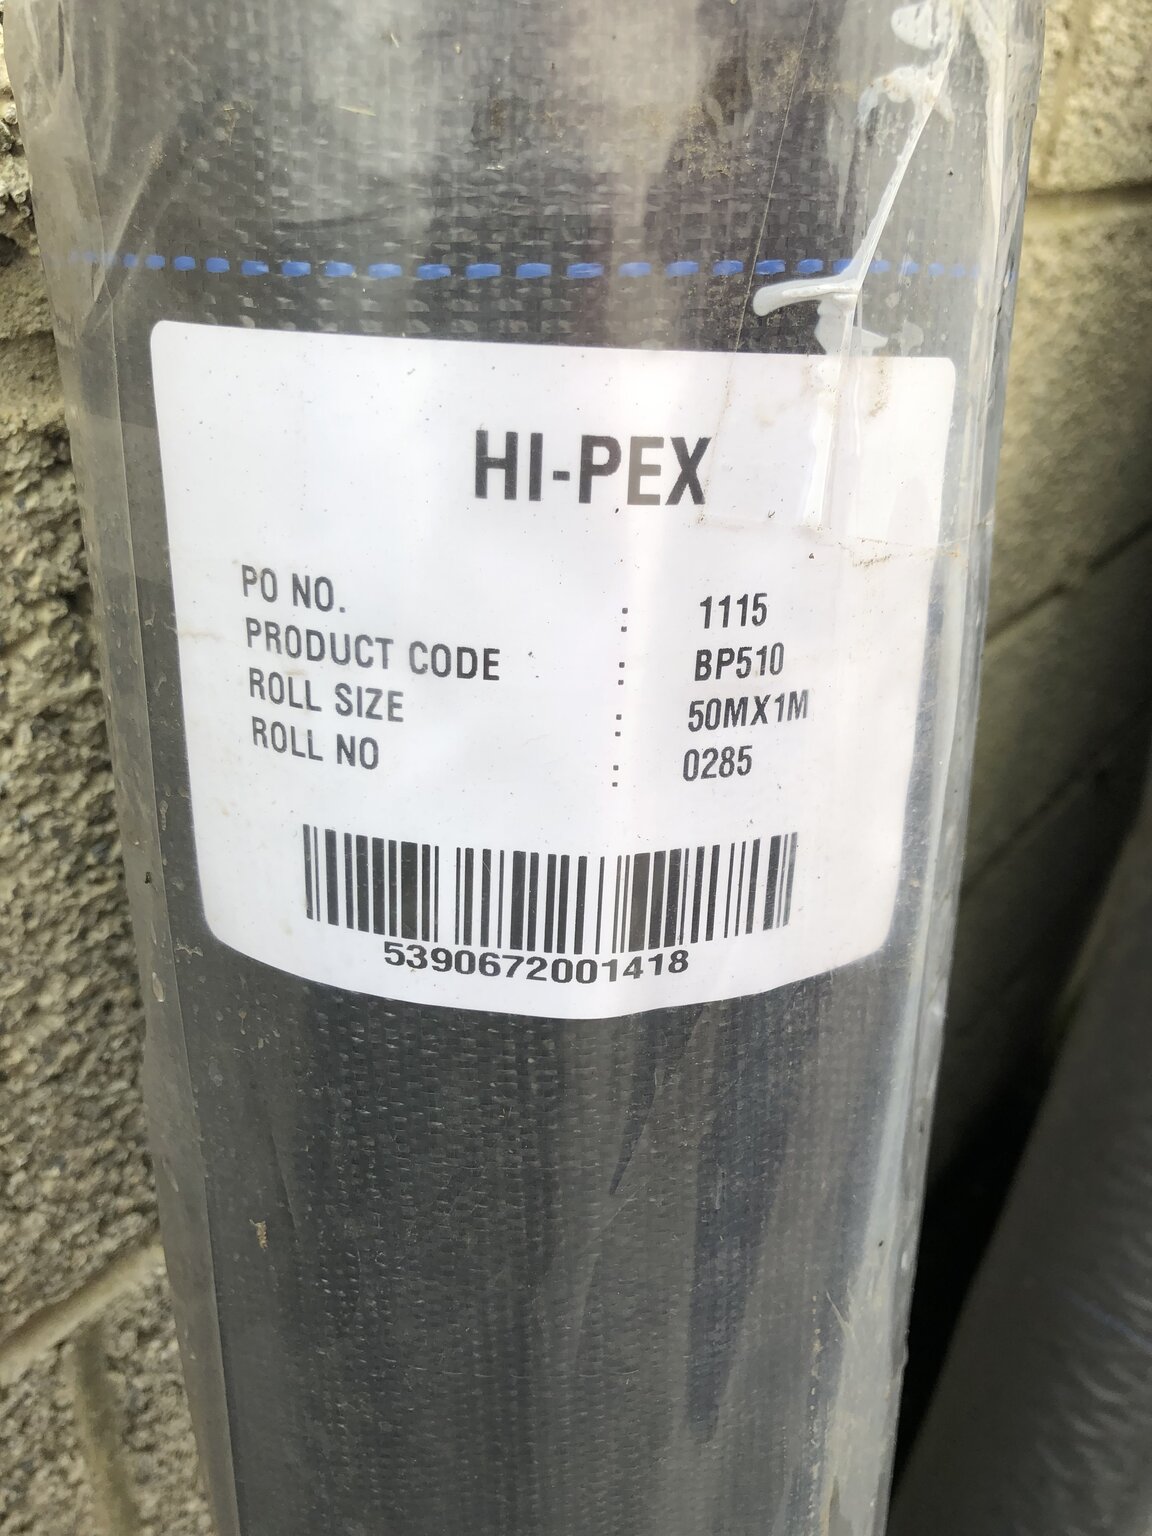 HI-PEX
PO NO. : 1115
PRODUCT CODE : BP510
ROLL SIZE : 50MX1M
ROLL NO : 0285
5390672001418